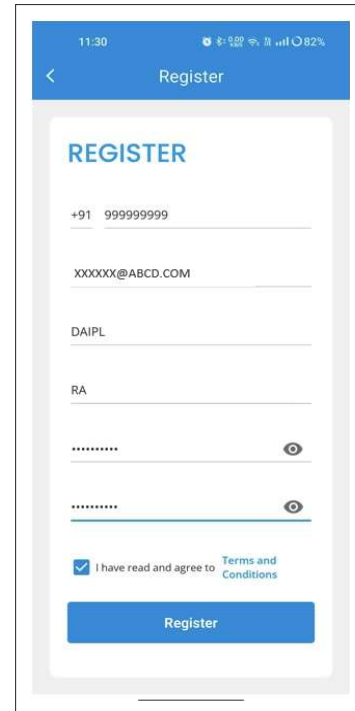 11:30 82%
Register
REGISTER
+91 999999999
XXXXXX@ABCD.COM
DAIPL
RA
••••••••••
••••••••••
I have read and agree to Terms and
Conditions
Register